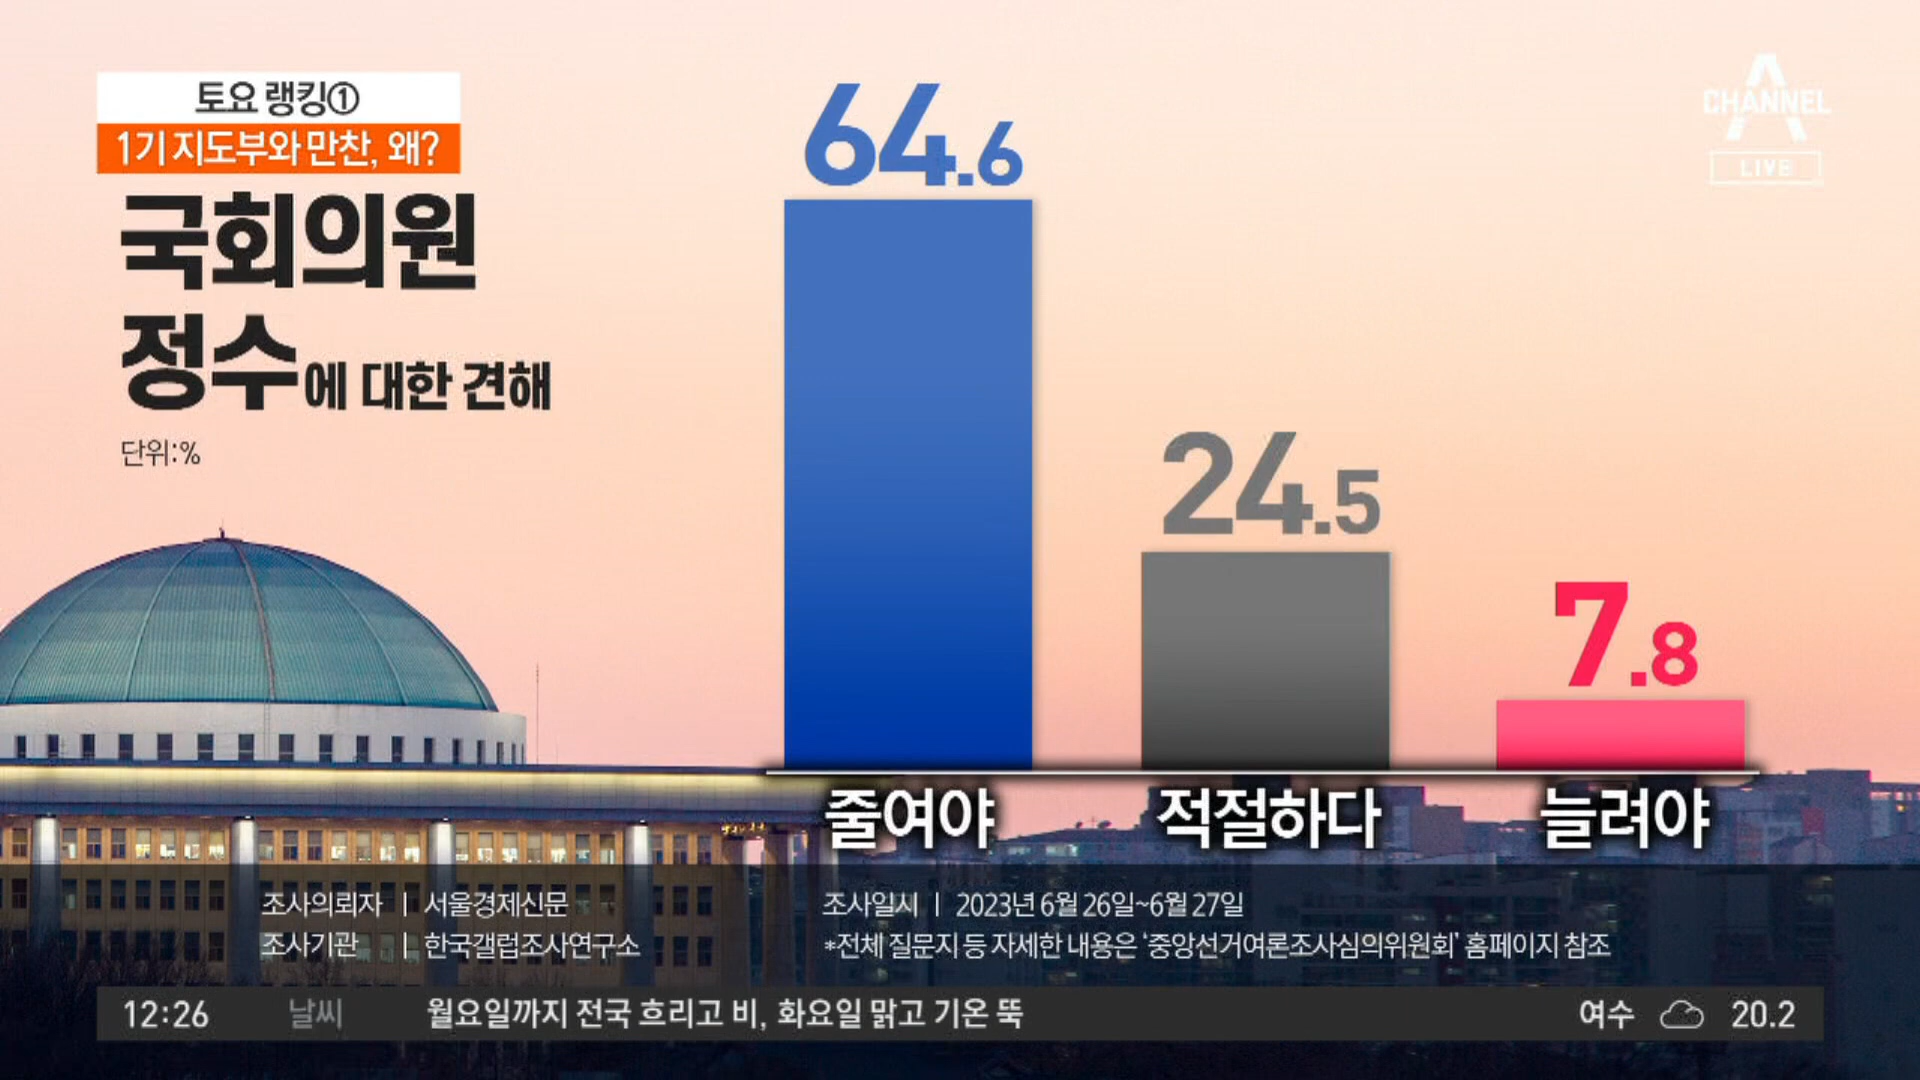 토요 랭킹①
1기 지도부와 만찬, 왜?
국회의원
정수에 대한 견해
단위:%
64.6
24.5
7.8
줄여야
적절하다
늘려야
CHANNEL A
LIVE
조사의뢰자 | 서울경제신문
조사기관 | 한국갤럽조사연구소
조사일시 | 2023년 6월 26일~6월 27일
*전체 질문지 등 자세한 내용은 '중앙선거여론조사심의위원회' 홈페이지 참조
12:26 날씨 월요일까지 전국 흐리고 비, 화요일 맑고 기온 뚝 여수 20.2